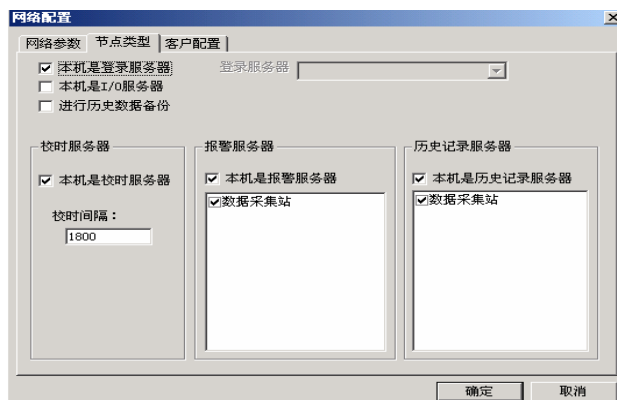 网络配置
网络参数 节点类型 客户配置
本机是登录服务器 登录服务器
本机是I/O服务器
进行历史数据备份
校时服务器 报警服务器 历史记录服务器
本机是校时服务器 本机是报警服务器 本机是历史记录服务器
数据采集站 数据采集站
校时间隔:
1800
确定 取消